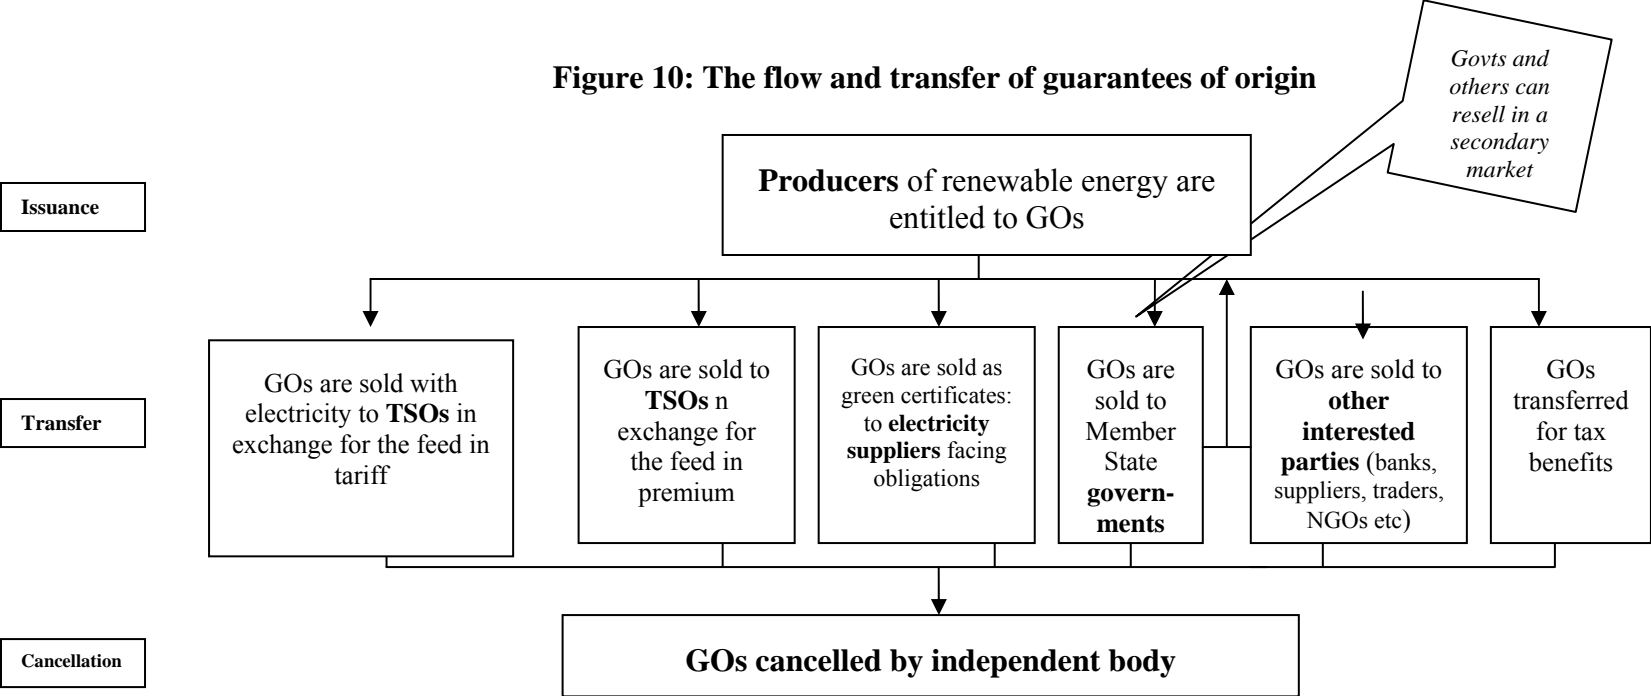 Figure 10: The flow and transfer of guarantees of origin
Govts and
others can
resell in a
secondary
market
Issuance
Producers of renewable energy are
entitled to GOs
Transfer
GOs are sold with
electricity to TSOs in
exchange for the feed in
tariff
GOs are sold to
TSOs n
exchange for
the feed in
premium
GOs are sold as
green certificates:
to electricity
suppliers facing
obligations
GOs are
sold to
Member
State
govern-
ments
GOs are sold to
other
interested
parties (banks,
suppliers, traders,
NGOs etc)
GOs
transferred
for tax
benefits
Cancellation
GOs cancelled by independent body